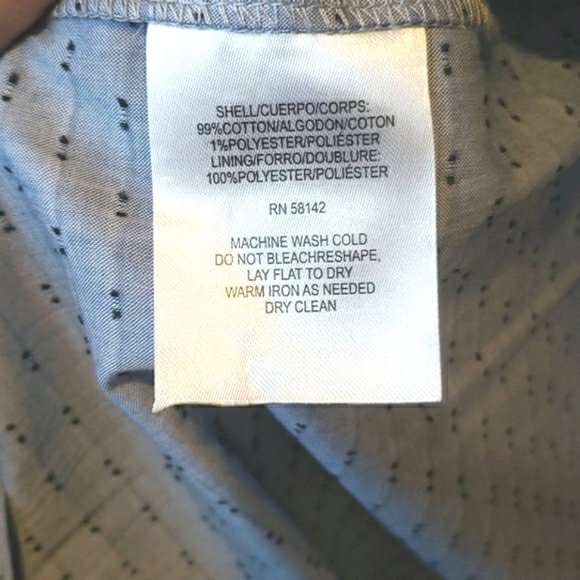 SHELL/CUERPO/CORPS:
99%COTTON/ALGODON/COTON
1%POLYESTER/POLIÉSTER
LINING/FORRO/DOUBLURE:
100%POLYESTER/POLIÉSTER
RN 58142
MACHINE WASH COLD
DO NOT BLEACHRESHAPE,
LAY FLAT TO DRY
WARM IRON AS NEEDED
DRY CLEAN